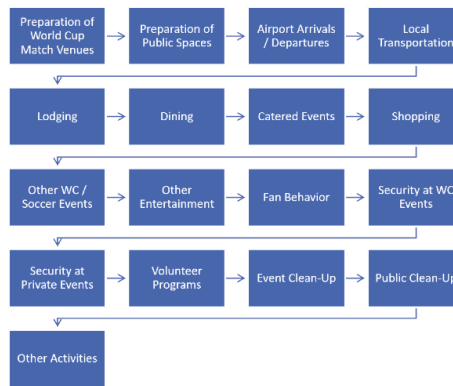 Preparation of
World Cup
Match Venues
Preparation of
Public Spaces
Airport Arrivals
/ Departures
Local
Transportation
Lodging
Dining
Catered Events
Shopping
Other WC /
Soccer Events
Other
Entertainment
Fan Behavior
Security at WC
Events
Security at
Private Events
Volunteer
Programs
Event Clean-Up
Public Clean-Up
Other Activities